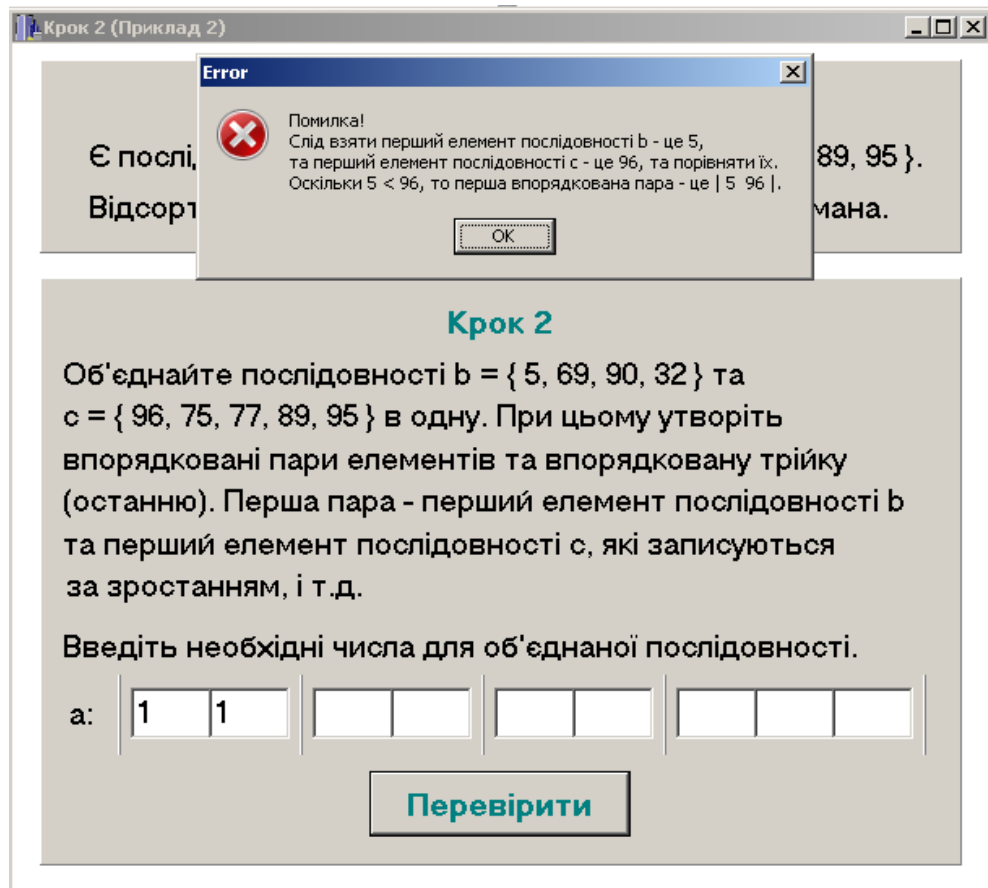 Крок 2 (Приклад 2)
Error
Помилка!
Слід взяти перший елемент послідовності b - це 5,
та перший елемент послідовності c - це 96, та порівняти їх.
Оскільки 5 < 96, то перша впорядкована пара - це | 5 96 |.
OK
Є 89, 95 }.
Крок 2
Об'єднайте послідовності b = { 5, 69, 90, 32 } та
c = { 96, 75, 77, 89, 95 } в одну. При цьому утворіть
впорядковані пари елементів та впорядковану трійку
(останню). Перша пара - перший елемент послідовності b
та перший елемент послідовності c, які записуються
за зростанням, і т.д.
Введіть необхідні числа для об'єднаної послідовності.
a: 1 1
Перевірити